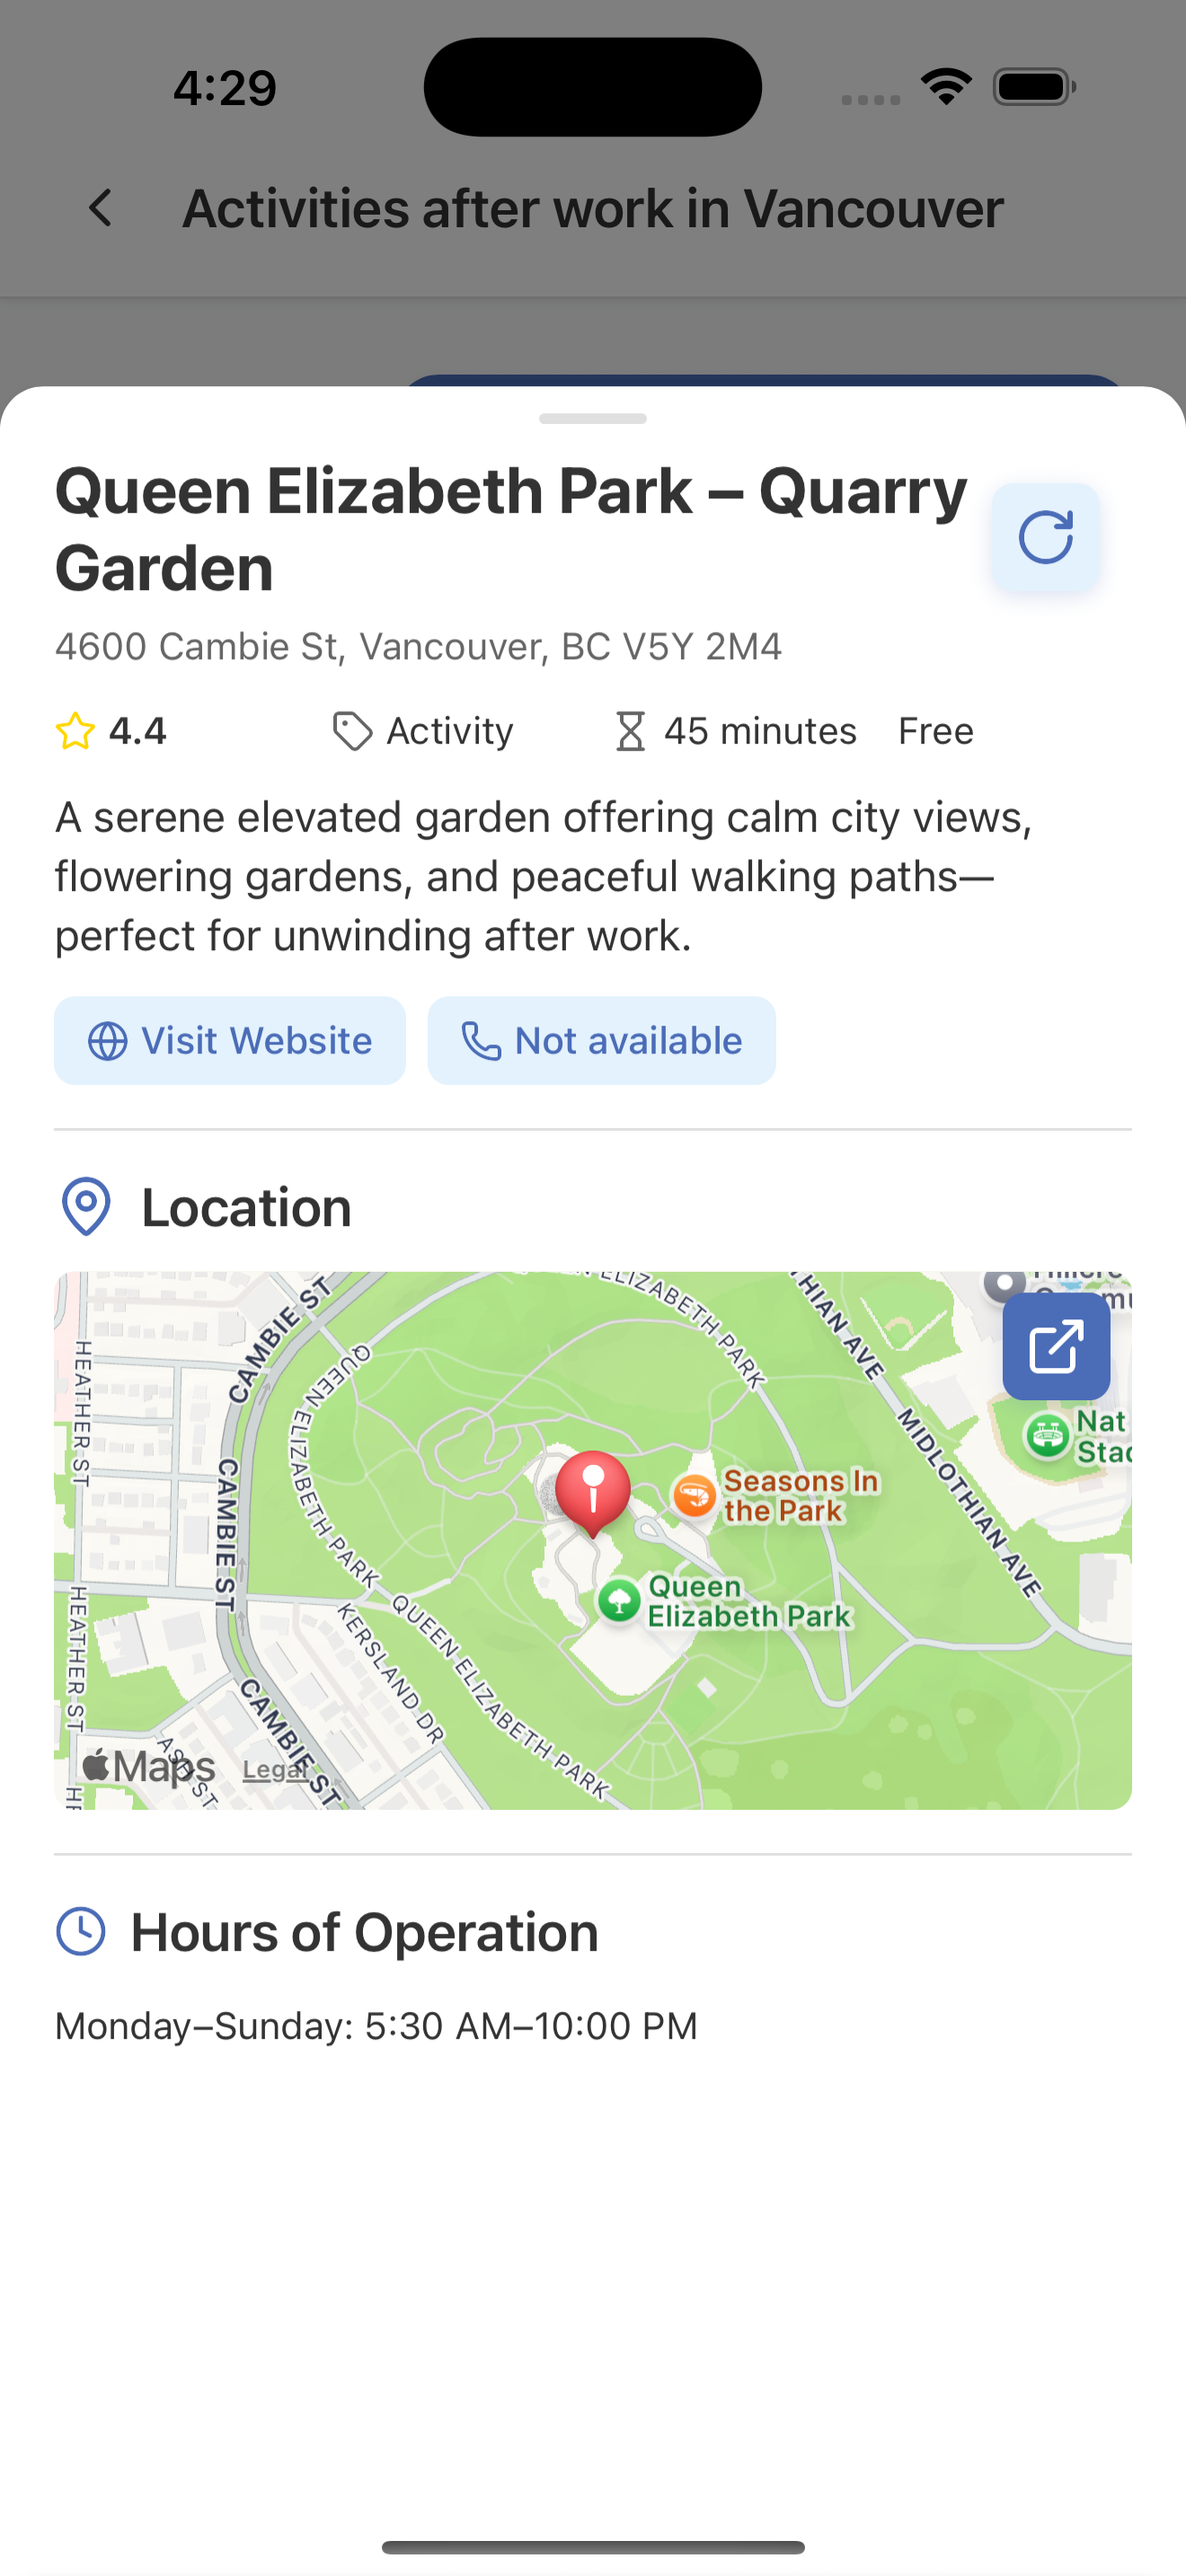 4:29
Activities after work in Vancouver
Queen Elizabeth Park – Quarry
Garden
4600 Cambie St, Vancouver, BC V5Y 2M4
4.4
Activity
45 minutes
Free
A serene elevated garden offering calm city views,
flowering gardens, and peaceful walking paths—
perfect for unwinding after work.
Visit Website
Not available
Location
CAMBIE ST
ELIZABETH PARK
HEATHER ST
QUEEN ELIZABETH PARK
Nat
CAMBIE ST
MIDLOTHIAN AVE
Seasons In
the Park
Queen
Elizabeth Park
HEATHER ST
KERSLAND DR
QUEEN ELIZABETH PARK
CAMBIE ST
Maps
Legal
Hours of Operation
Monday–Sunday: 5:30 AM–10:00 PM